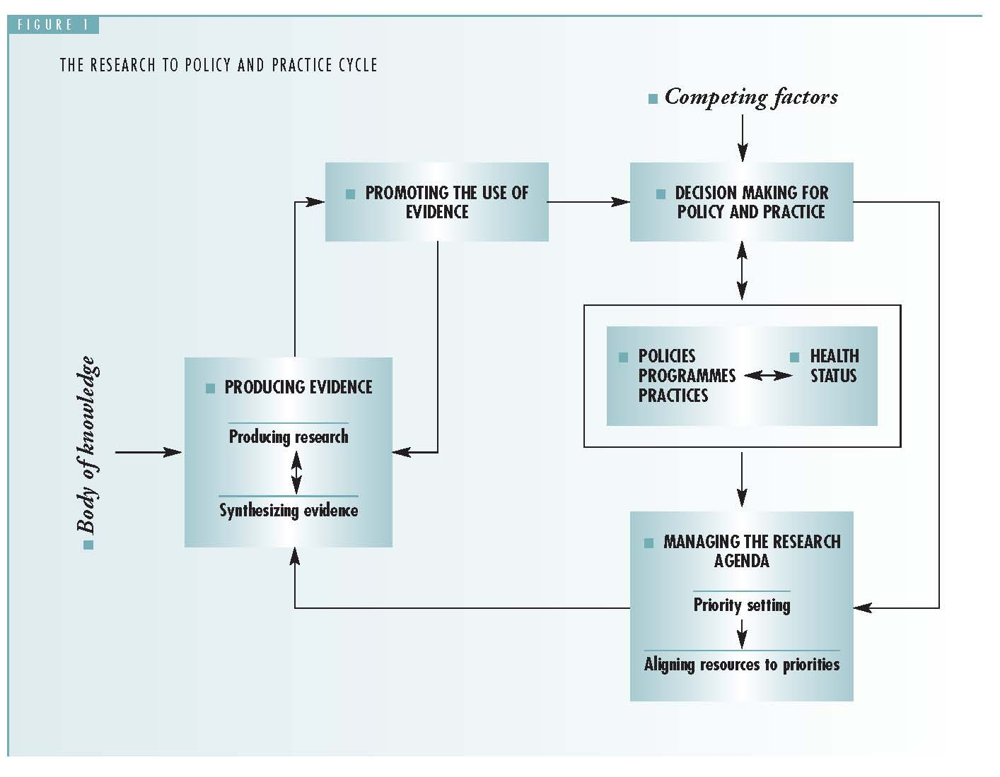 FIGURE 1
THE RESEARCH TO POLICY AND PRACTICE CYCLE
Competing factors
PROMOTING THE USE OF
EVIDENCE
DECISION MAKING FOR
POLICY AND PRACTICE
POLICIES
PROGRAMMES
PRACTICES
HEALTH
STATUS
Body of knowledge
PRODUCING EVIDENCE
Producing research
Synthesizing evidence
MANAGING THE RESEARCH
AGENDA
Priority setting
Aligning resources to priorities